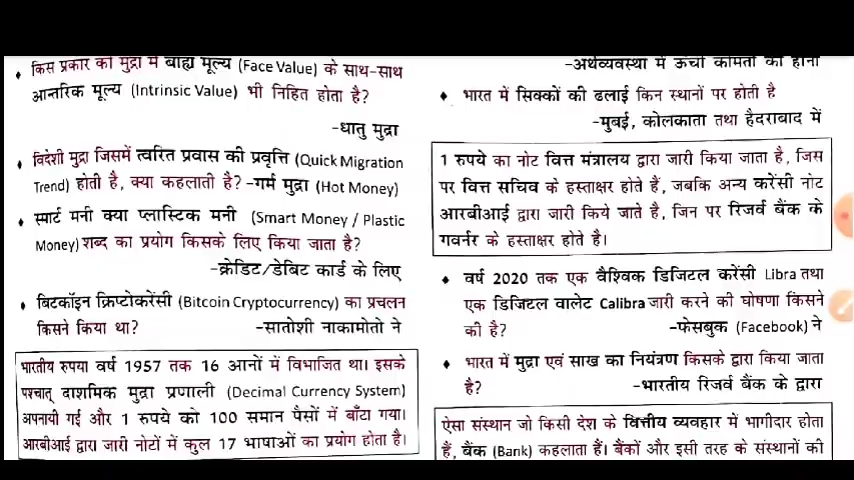 ♦ किस प्रकार की मुद्रा में बाह्य मूल्य (Face Value) के साथ-साथ
आन्तरिक मूल्य (Intrinsic Value) भी निहित होता है?
-धातु मुद्रा
♦ विदेशी मुद्रा जिसमें त्वरित प्रवास की प्रवृत्ति (Quick Migration
Trend) होती है, क्या कहलाती है? -गर्म मुद्रा (Hot Money)
♦ स्मार्ट मनी क्या प्लास्टिक मनी (Smart Money / Plastic
Money) शब्द का प्रयोग किसके लिए किया जाता है?
-क्रेडिट/डेबिट कार्ड के लिए
♦ बिटकॉइन क्रिप्टोकरेंसी (Bitcoin Cryptocurrency) का प्रचलन
किसने किया था? -सातोशी नाकामोतो ने
भारतीय रुपया वर्ष 1957 तक 16 आनों में विभाजित था। इसके
पश्चात् दाशमिक मुद्रा प्रणाली (Decimal Currency System)
अपनायी गई और 1 रुपये को 100 समान पैसों में बाँटा गया।
आरबीआई द्वारा जारी नोटों में कुल 17 भाषाओं का प्रयोग होता है।
-अर्थव्यवस्था में ऊंची कीमतों का होना
♦ भारत में सिक्कों की ढलाई किन स्थानों पर होती है
-मुबई, कोलकाता तथा हैदराबाद में
1 रुपये का नोट वित्त मंत्रालय द्वारा जारी किया जाता है, जिस
पर वित्त सचिव के हस्ताक्षर होते हैं, जबकि अन्य करेंसी नोट
आरबीआई द्वारा जारी किये जाते है, जिन पर रिजर्व बैंक के
गवर्नर के हस्ताक्षर होते है।
♦ वर्ष 2020 तक एक वैश्विक डिजिटल करेंसी Libra तथा
एक डिजिटल वालेट Calibra जारी करने की घोषणा किसने
की है? -फेसबुक (Facebook) ने
♦ भारत में मुद्रा एवं साख का नियंत्रण किसके द्वारा किया जाता
है? -भारतीय रिजर्व बैंक के द्वारा
ऐसा संस्थान जो किसी देश के वित्तीय व्यवहार में भागीदार होता
हैं, बैंक (Bank) कहलाता हैं। बैंकों और इसी तरह के संस्थानों की